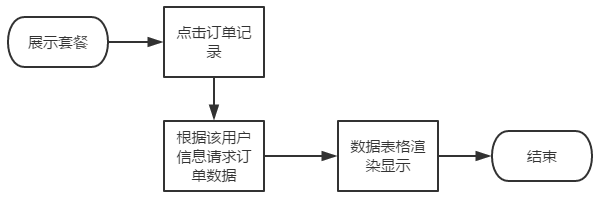 展示套餐
点击订单记
录
根据该用户
信息请求订
单数据
数据表格渲
染显示
结束